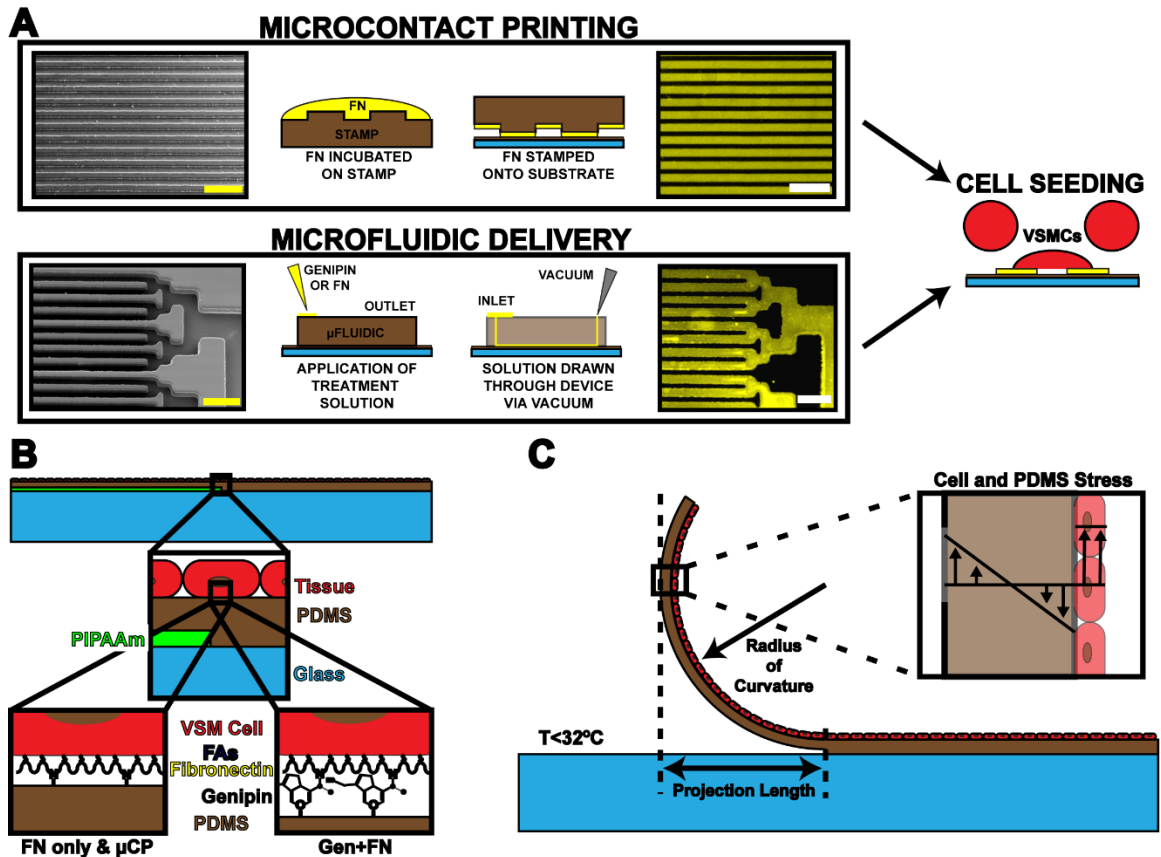 A
MICROCONTACT PRINTING
FN
STAMP
FN INCUBATED
ON STAMP
FN STAMPED
ONTO SUBSTRATE
MICROFLUIDIC DELIVERY
GENIPIN
OR FN
OUTLET
µFLUIDIC
APPLICATION OF
TREATMENT
SOLUTION
VACUUM
INLET
SOLUTION DRAWN
THROUGH DEVICE
VIA VACUUM
CELL SEEDING
VSMCs
B
Tissue
PDMS
PIPAAm
Glass
VSM Cell
FAs
Fibronectin
Genipin
PDMS
N
N
N
N
O
O
FN only & µCP
Gen+FN
C
Cell and PDMS Stress
Radius
of
Curvature
T<32ºC
Projection Length